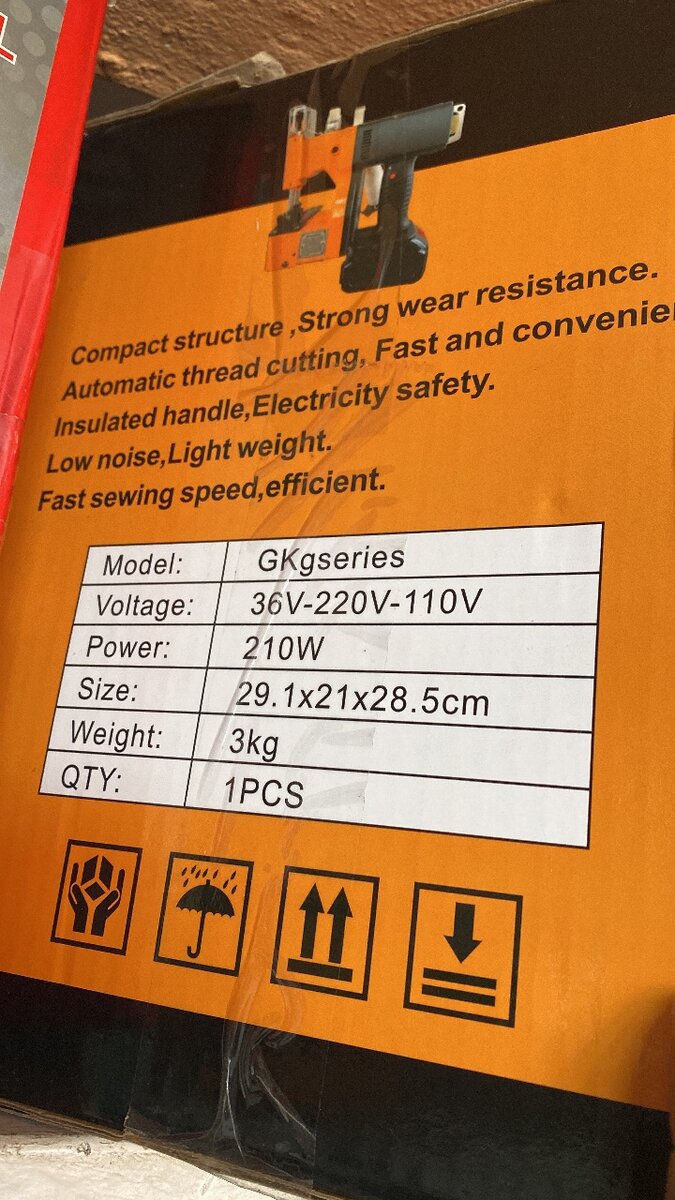 Compact structure ,Strong wear resistance.
Automatic thread cutting, Fast and
Insulated handle,Electricity safety.
Low noise,Light weight.
Fast sewing speed,efficient.
Model: GKgseries
Voltage: 36V-220V-110V
Power: 210W
Size: 29.1x21x28.5cm
Weight: 3kg
QTY: 1PCS